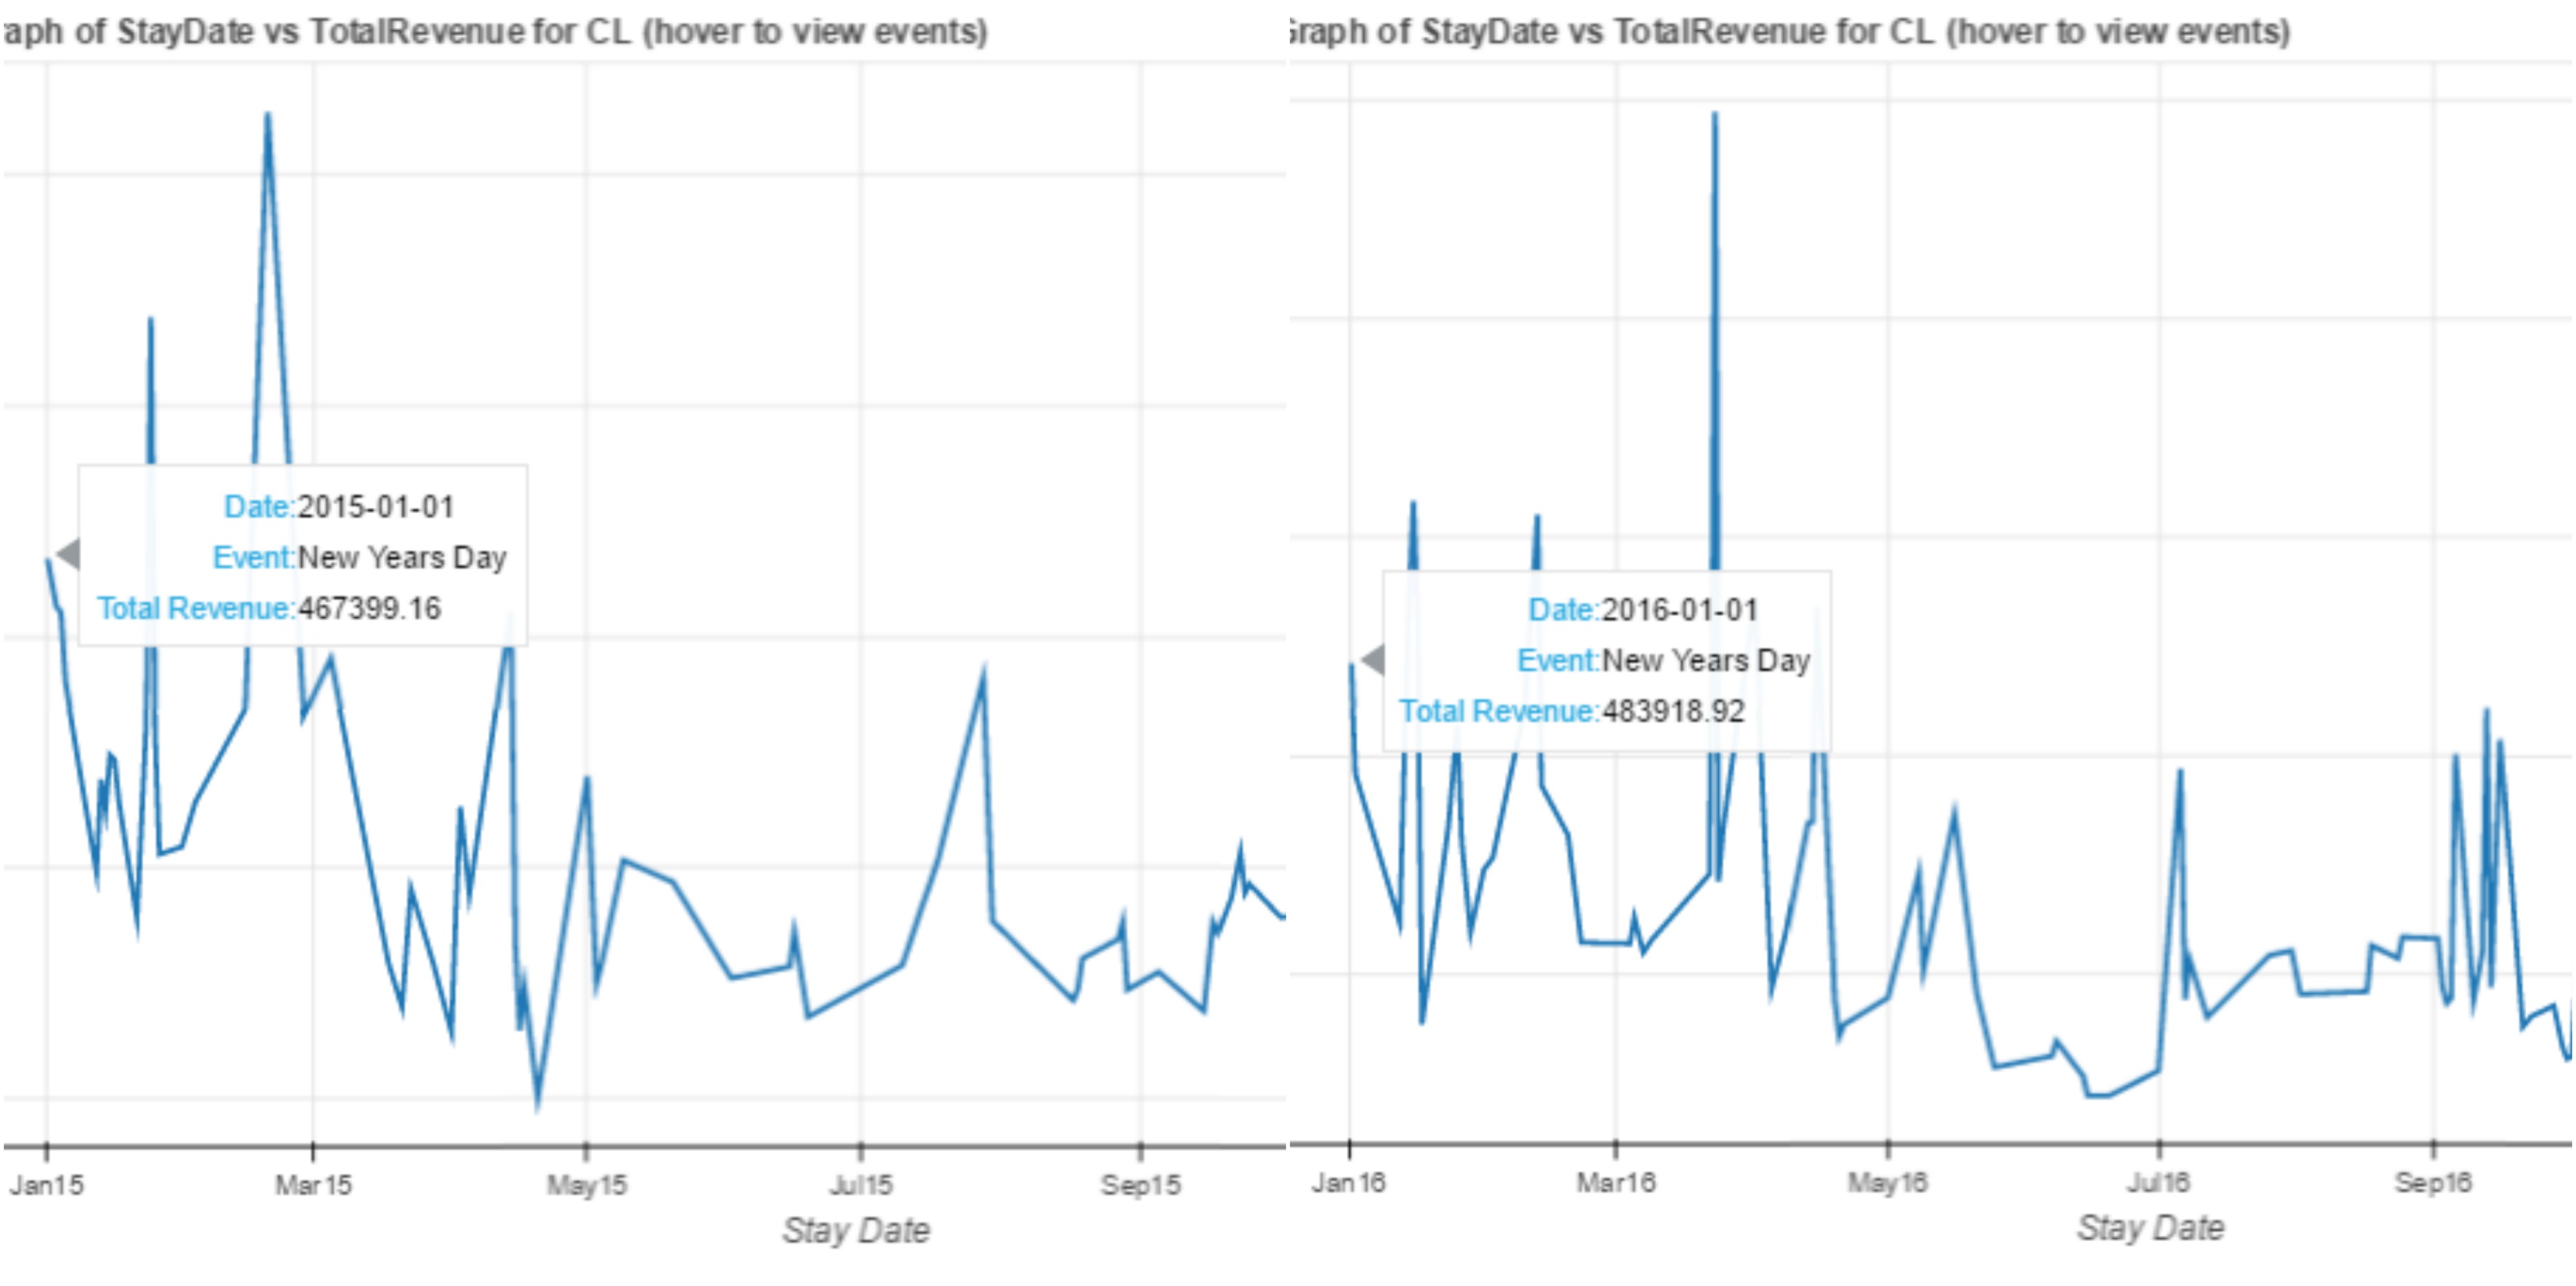 aph of StayDate vs TotalRevenue for CL (hover to view events)
Date:2015-01-01
Event:New Years Day
Total Revenue:467399.16
Jan15 Mar15 May15 Jul15 Sep15
Stay Date
Graph of StayDate vs TotalRevenue for CL (hover to view events)
Date:2016-01-01
Event:New Years Day
Total Revenue:483918.92
Jan16 Mar16 May16 Jul16 Sep16
Stay Date